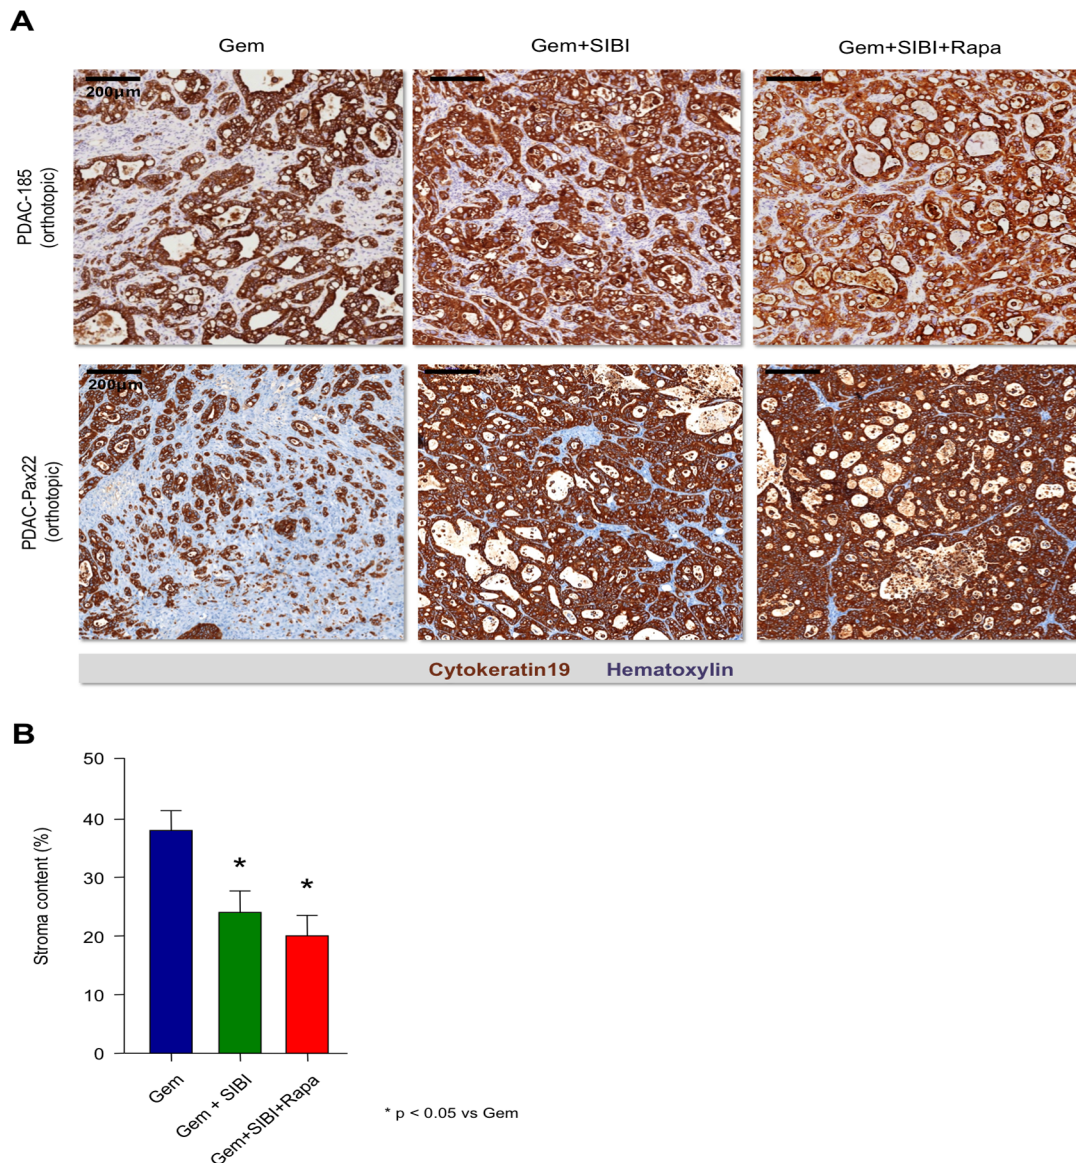 A
Gem Gem+SIBI Gem+SIBI+Rapa
PDAC-185
(orthotopic)
200µm
PDAC-Pax22
(orthotopic)
200µm
Cytokeratin19 Hematoxylin
B
Stroma content (%)
50
40
30
20
10
0
*
*
Gem
Gem + SIBI
Gem+SIBI+Rapa
* p < 0.05 vs Gem